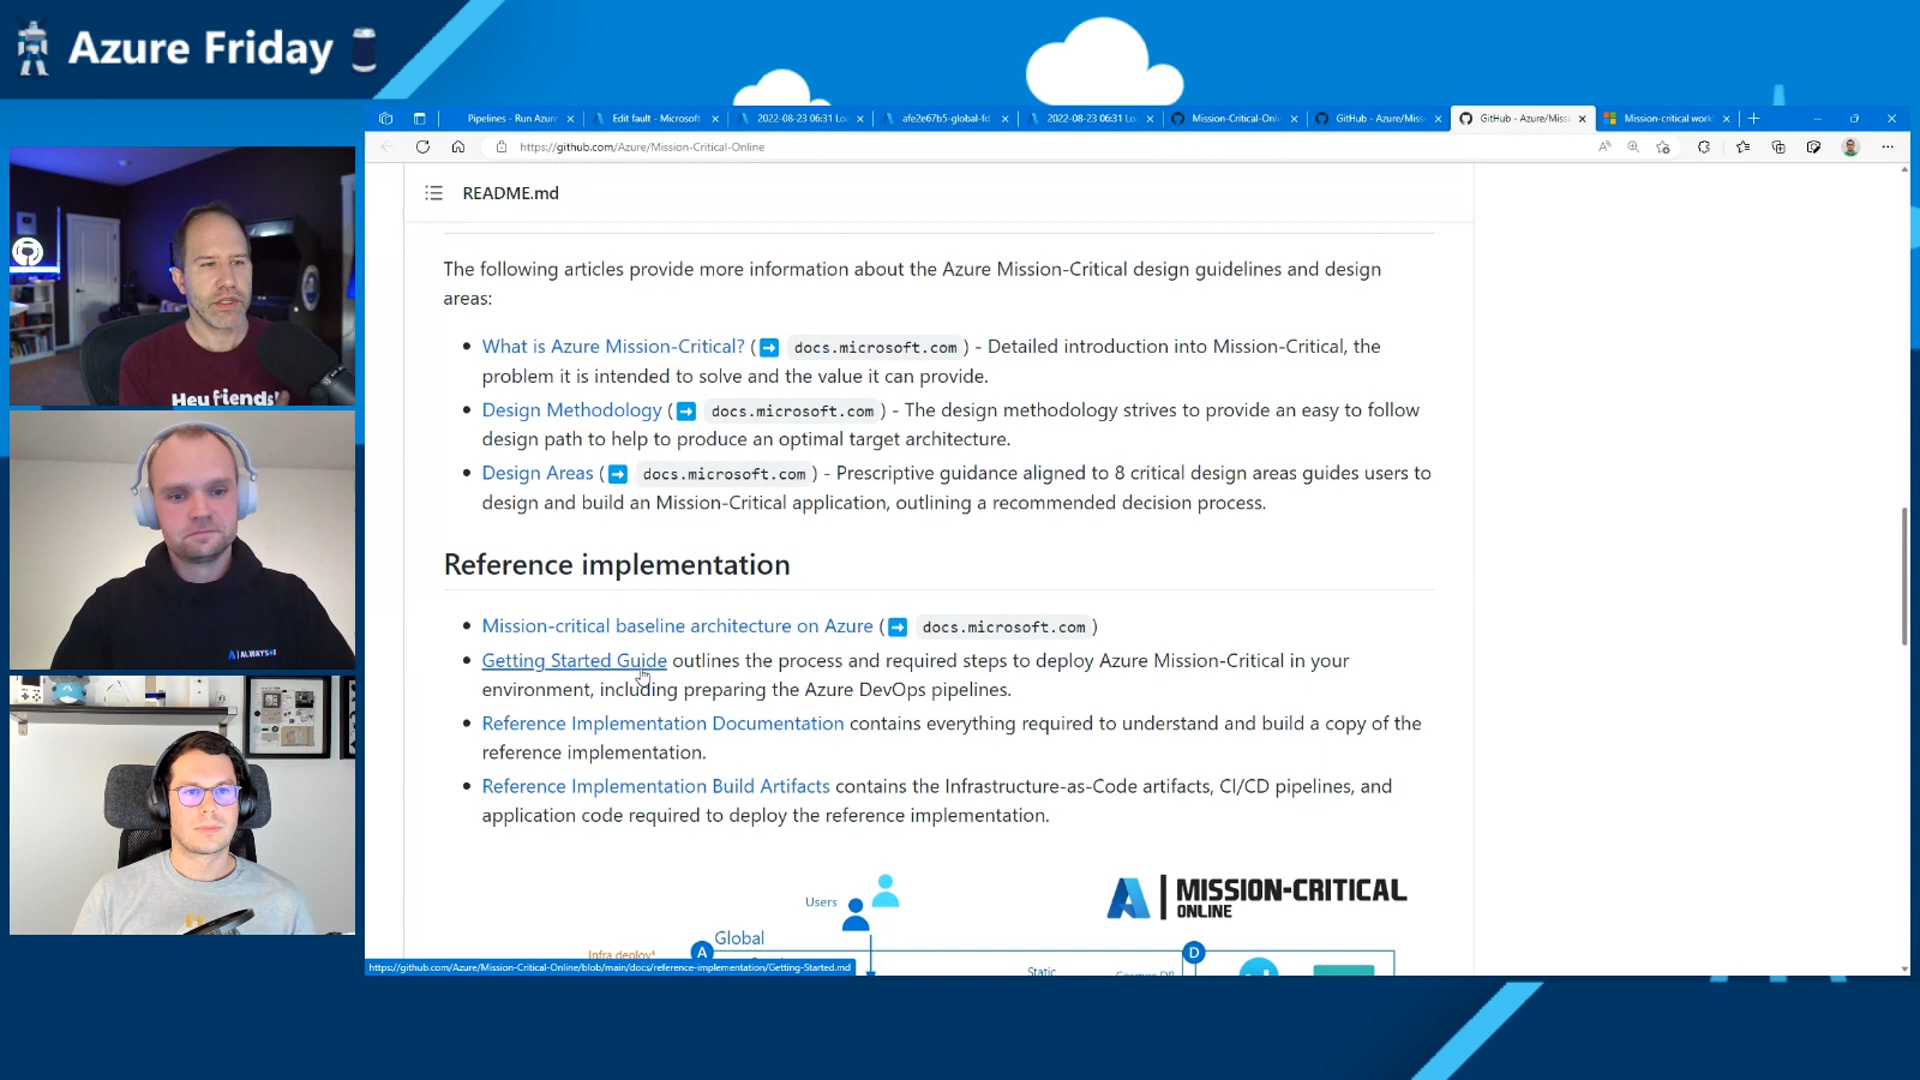 Azure Friday
Pipelines - Run Azure
Edit fault - Microsoft
2022-08-23 06:31 Lo
afe2e67b5-global-fd
2022-08-23 06:31 Lo
Mission-Critical-Onli
GitHub - Azure/Miss
GitHub - Azure/Miss
Mission-critical work
https://github.com/Azure/Mission-Critical-Online
README.md
The following articles provide more information about the Azure Mission-Critical design guidelines and design
areas:
What is Azure Mission-Critical? (➡ docs.microsoft.com ) - Detailed introduction into Mission-Critical, the
problem it is intended to solve and the value it can provide.
Design Methodology (➡ docs.microsoft.com ) - The design methodology strives to provide an easy to follow
design path to help to produce an optimal target architecture.
Design Areas (➡ docs.microsoft.com ) - Prescriptive guidance aligned to 8 critical design areas guides users to
design and build an Mission-Critical application, outlining a recommended decision process.
Reference implementation
Mission-critical baseline architecture on Azure (➡ docs.microsoft.com )
Getting Started Guide outlines the process and required steps to deploy Azure Mission-Critical in your
environment, including preparing the Azure DevOps pipelines.
Reference Implementation Documentation contains everything required to understand and build a copy of the
reference implementation.
Reference Implementation Build Artifacts contains the Infrastructure-as-Code artifacts, CI/CD pipelines, and
application code required to deploy the reference implementation.
Users
MISSION-CRITICAL
ONLINE
Global
Infra deploy*
A
D
Static
Cosmos DB
https://github.com/Azure/Mission-Critical-Online/blob/main/docs/reference-implementation/Getting-Started.md
Hey friends!